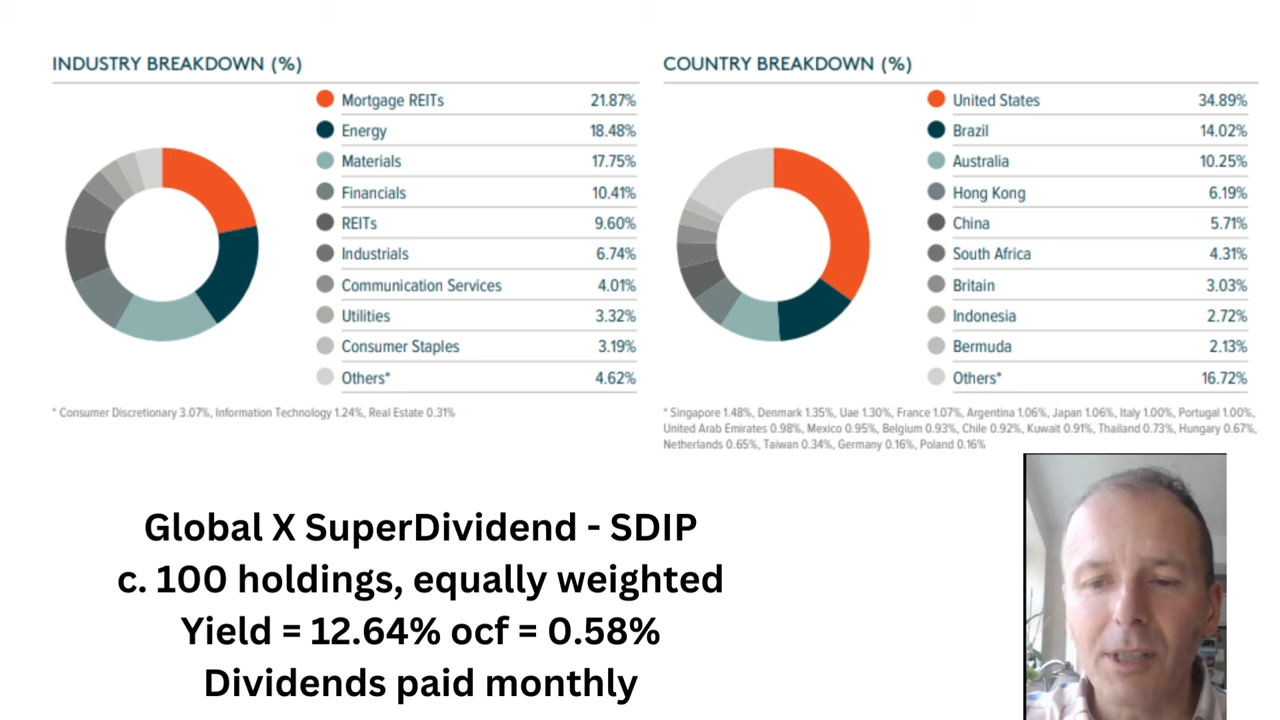 INDUSTRY BREAKDOWN (%)
Mortgage REITs 21.87%
Energy 18.48%
Materials 17.75%
Financials 10.41%
REITs 9.60%
Industrials 6.74%
Communication Services 4.01%
Utilities 3.32%
Consumer Staples 3.19%
Others* 4.62%
* Consumer Discretionary 3.07%, Information Technology 1.24%, Real Estate 0.31%
COUNTRY BREAKDOWN (%)
United States 34.89%
Brazil 14.02%
Australia 10.25%
Hong Kong 6.19%
China 5.71%
South Africa 4.31%
Britain 3.03%
Indonesia 2.72%
Bermuda 2.13%
Others* 16.72%
* Singapore 1.48%, Denmark 1.35%, Uae 1.30%, France 1.07%, Argentina 1.06%, Japan 1.06%, Italy 1.00%, Portugal 1.00%,
United Arab Emirates 0.98%, Mexico 0.95%, Belgium 0.93%, Chile 0.92%, Kuwait 0.91%, Thailand 0.73%, Hungary 0.67%,
Netherlands 0.65%, Taiwan 0.34%, Germany 0.16%, Poland 0.16%
Global X SuperDividend - SDIP
c. 100 holdings, equally weighted
Yield = 12.64% ocf = 0.58%
Dividends paid monthly